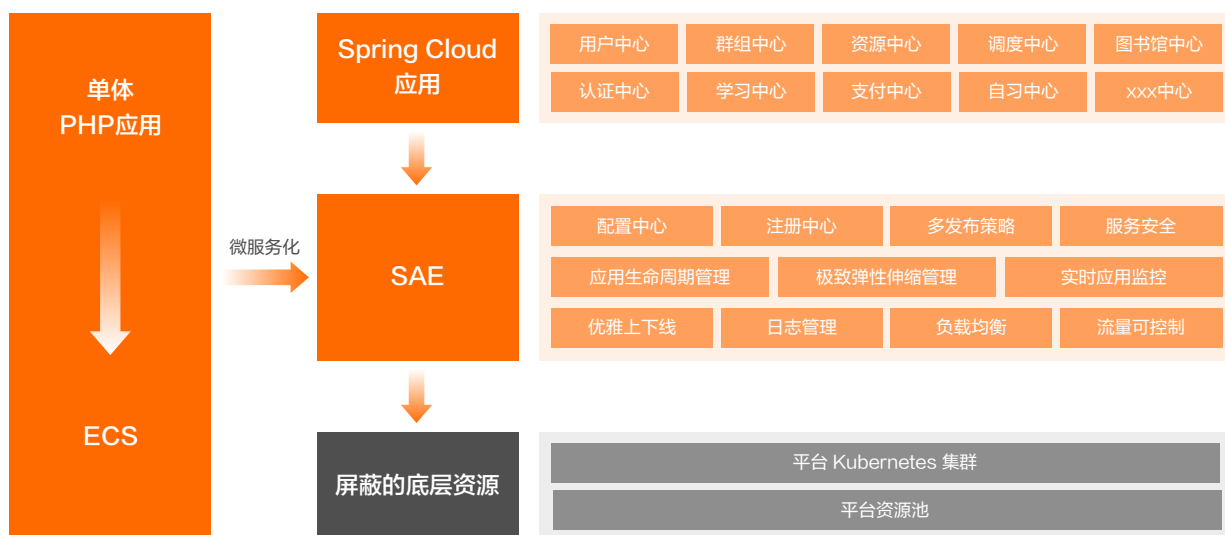 单体
PHP应用
ECS
微服务化
Spring Cloud
应用
用户中心
群组中心
资源中心
调度中心
图书馆中心
认证中心
学习中心
支付中心
自习中心
xxx中心
SAE
配置中心
注册中心
多发布策略
服务安全
应用生命周期管理
极致弹性伸缩管理
实时应用监控
优雅上下线
日志管理
负载均衡
流量可控制
屏蔽的底层资源
平台 Kubernetes 集群
平台资源池